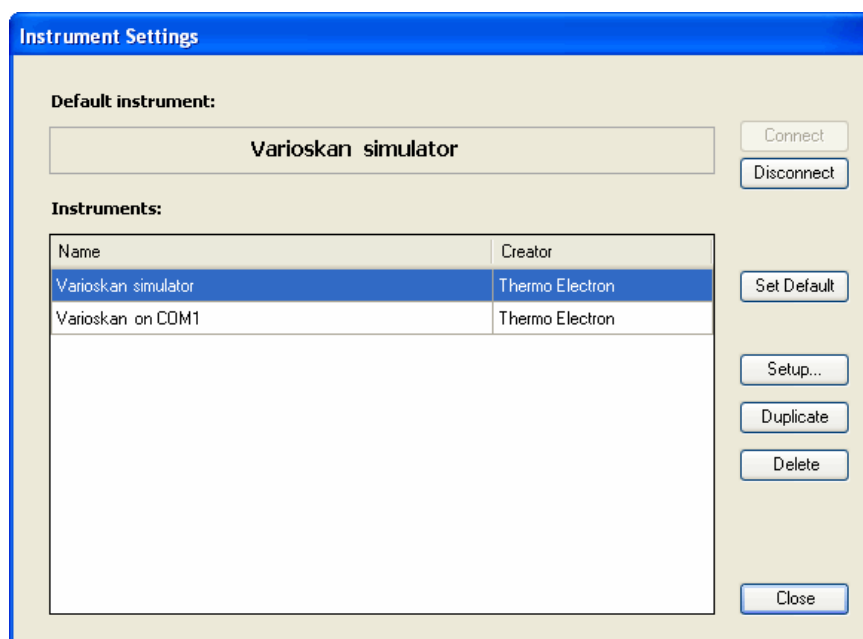 Instrument Settings
Default instrument:
Varioskan simulator
Connect
Disconnect
Instruments:
Name Creator
Varioskan simulator Thermo Electron
Set Default
Varioskan on COM1 Thermo Electron
Setup...
Duplicate
Delete
Close